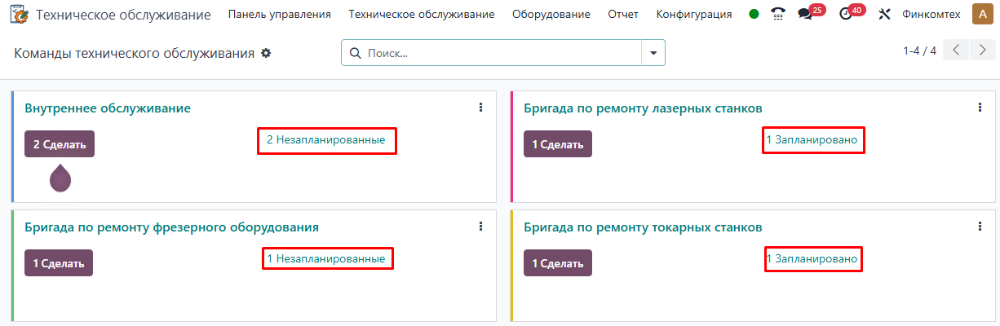 Техническое обслуживание Панель управления Техническое обслуживание Оборудование Отчет Конфигурация 25 40 Финкомтех A
Команды технического обслуживания Поиск... 1-4 / 4
Внутреннее обслуживание
2 Сделать 2 Незапланированные
Бригада по ремонту лазерных станков
1 Сделать 1 Запланировано
Бригада по ремонту фрезерного оборудования
1 Сделать 1 Незапланированные
Бригада по ремонту токарных станков
1 Сделать 1 Запланировано